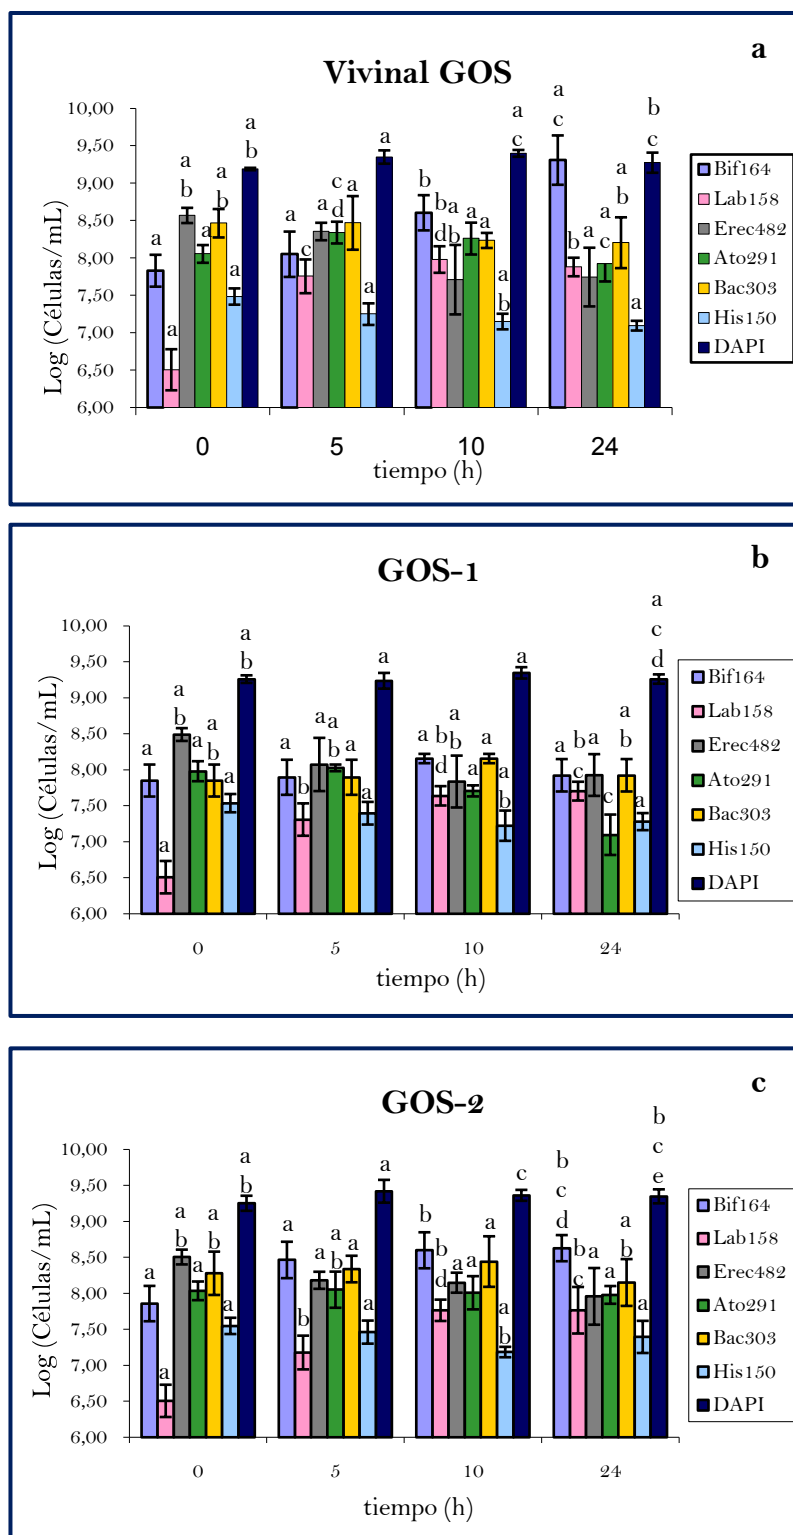 a
Vivinal GOS
Log (Células/mL)
10,00
9,50
9,00
8,50
8,00
7,50
7,00
6,50
6,00
a
a
a
b
a
a
b
a
a
b
a
c
a
c
d
a
a
a
b
b
d
a
b
a
a
a
b
a
c
a
c
b
a
a
c
a
b
a
b
c
0
5
10
24
tiempo (h)
Bif164
Lab158
Erec482
Ato291
Bac303
His150
DAPI
b
GOS-1
Log (Células/mL)
10,00
9,50
9,00
8,50
8,00
7,50
7,00
6,50
6,00
a
a
a
b
a
a
b
a
a
b
a
b
a
a
b
a
a
a
a
b
d
a
b
a
a
a
b
a
a
b
c
a
c
a
b
a
a
c
d
0
5
10
24
tiempo (h)
Bif164
Lab158
Erec482
Ato291
Bac303
His150
DAPI
c
GOS-2
Log (Células/mL)
10,00
9,50
9,00
8,50
8,00
7,50
7,00
6,50
6,00
a
a
a
b
a
a
b
a
a
b
a
b
a
a
b
a
a
a
b
b
d
a
a
a
a
b
c
b
c
d
b
c
a
a
a
b
a
b
c
e
0
5
10
24
tiempo (h)
Bif164
Lab158
Erec482
Ato291
Bac303
His150
DAPI